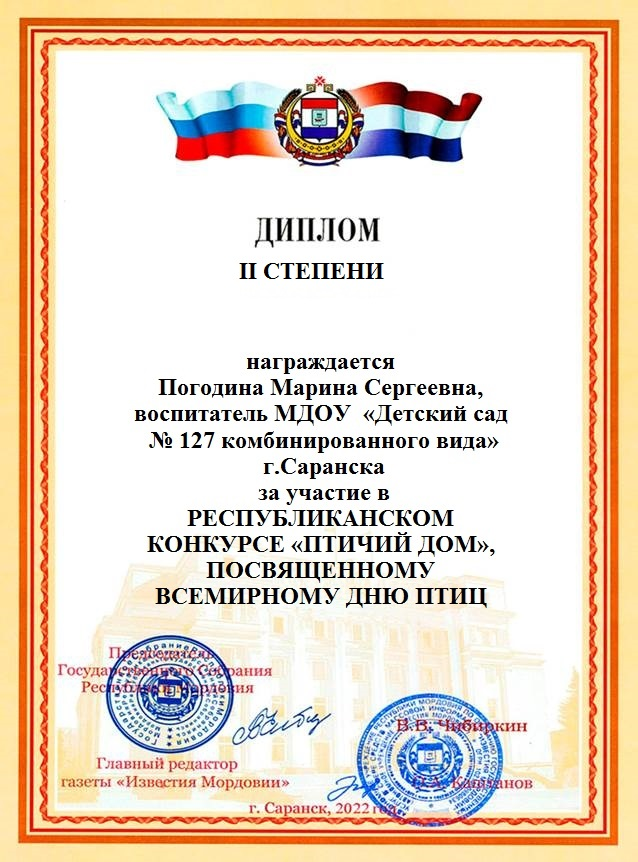 ДИПЛОМ
II СТЕПЕНИ
награждается
Погодина Марина Сергеевна,
воспитатель МДОУ «Детский сад
№ 127 комбинированного вида»
г.Саранска
за участие в
РЕСПУБЛИКАНСКОМ
КОНКУРСЕ «ПТИЧИЙ ДОМ»,
ПОСВЯЩЕННОМУ
ВСЕМИРНОМУ ДНЮ ПТИЦ
Председатель
Государственного Собрания
Республики Мордовия
В.В. Чибиркин
Главный редактор
газеты «Известия Мордовии»
г. Саранск, 2022 год